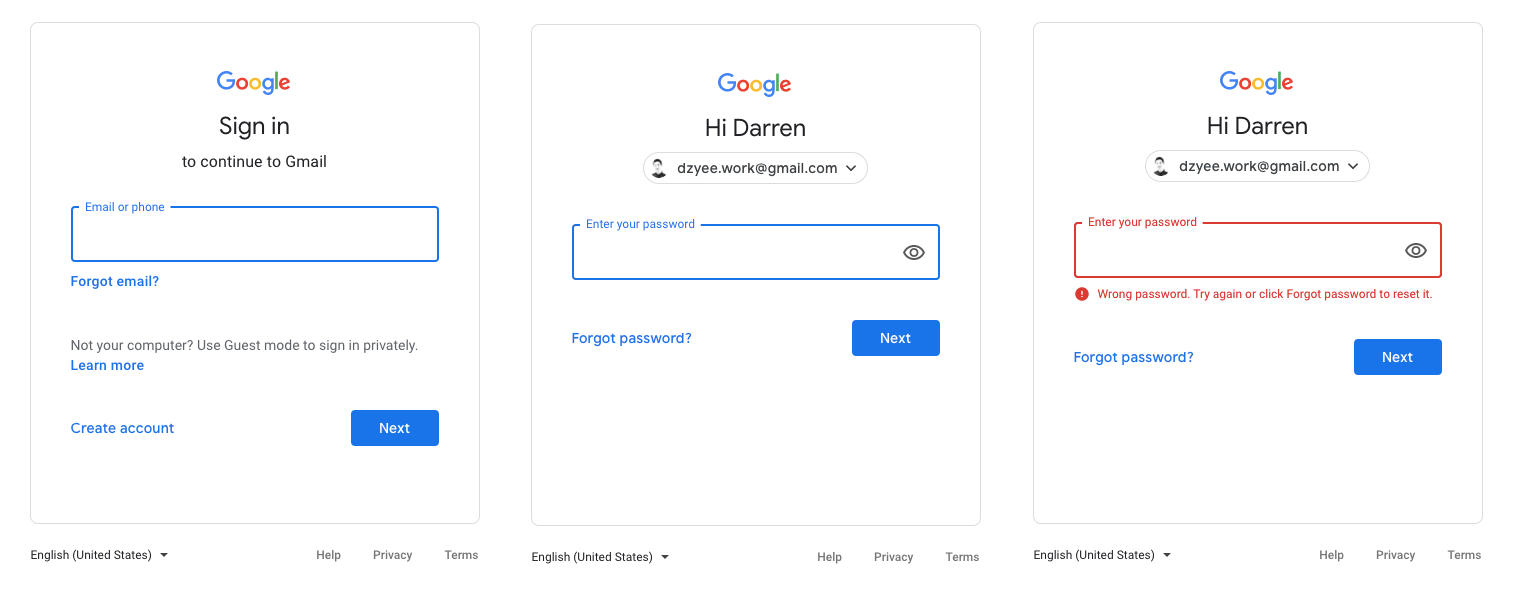 Google
Sign in
to continue to Gmail
Email or phone
Forgot email?
Not your computer? Use Guest mode to sign in privately.
Learn more
Create account
Next
English (United States)
Help
Privacy
Terms
Google
Hi Darren
dzyee.work@gmail.com
Enter your password
Forgot password?
Next
English (United States)
Help
Privacy
Terms
Google
Hi Darren
dzyee.work@gmail.com
Enter your password
Wrong password. Try again or click Forgot password to reset it.
Forgot password?
Next
English (United States)
Help
Privacy
Terms